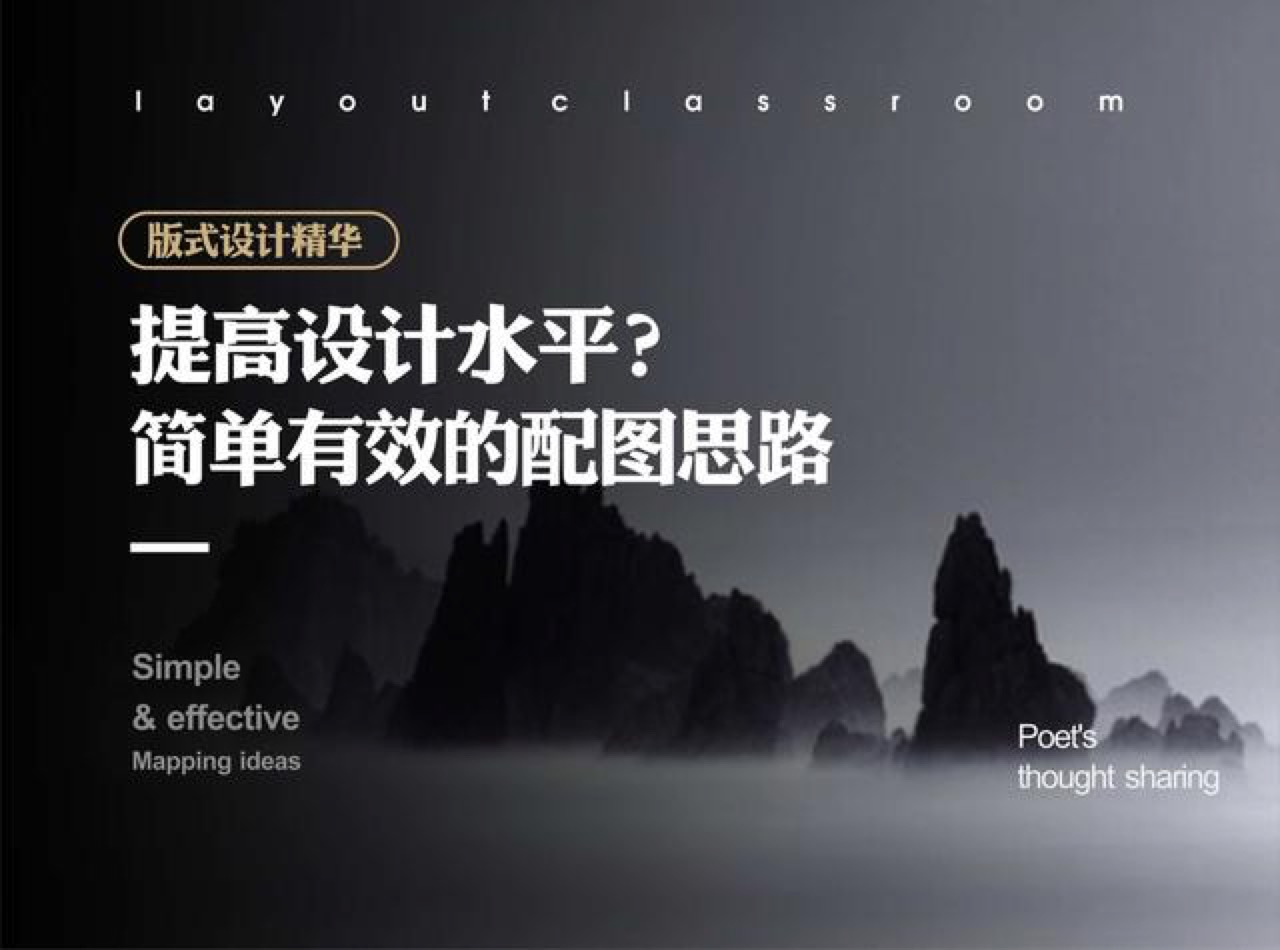 layoutclassroom
版式设计精华
提高设计水平?
简单有效的配图思路
Simple
& effective
Mapping ideas
Poet's
thought sharing